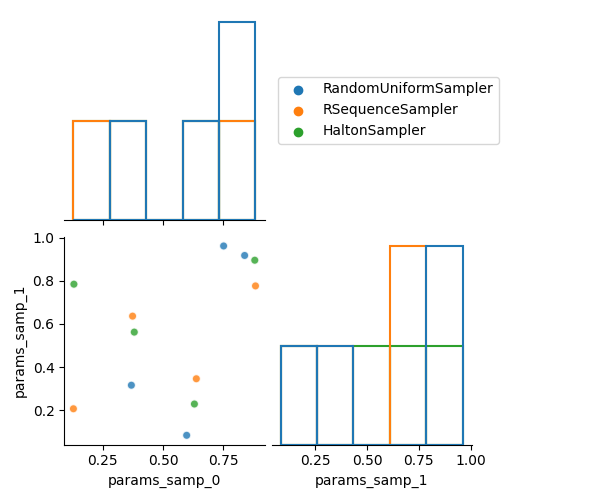 RandomUniformSampler
RSequenceSampler
HaltonSampler
params_samp_1
1.0
0.8
0.6
0.4
0.2
0.25 0.50 0.75
params_samp_0
0.25 0.50 0.75 1.00
params_samp_1